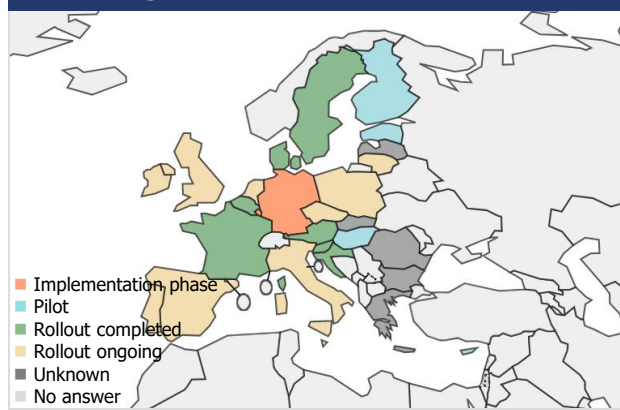 Implementation phase
Pilot
Rollout completed
Rollout ongoing
Unknown
No answer